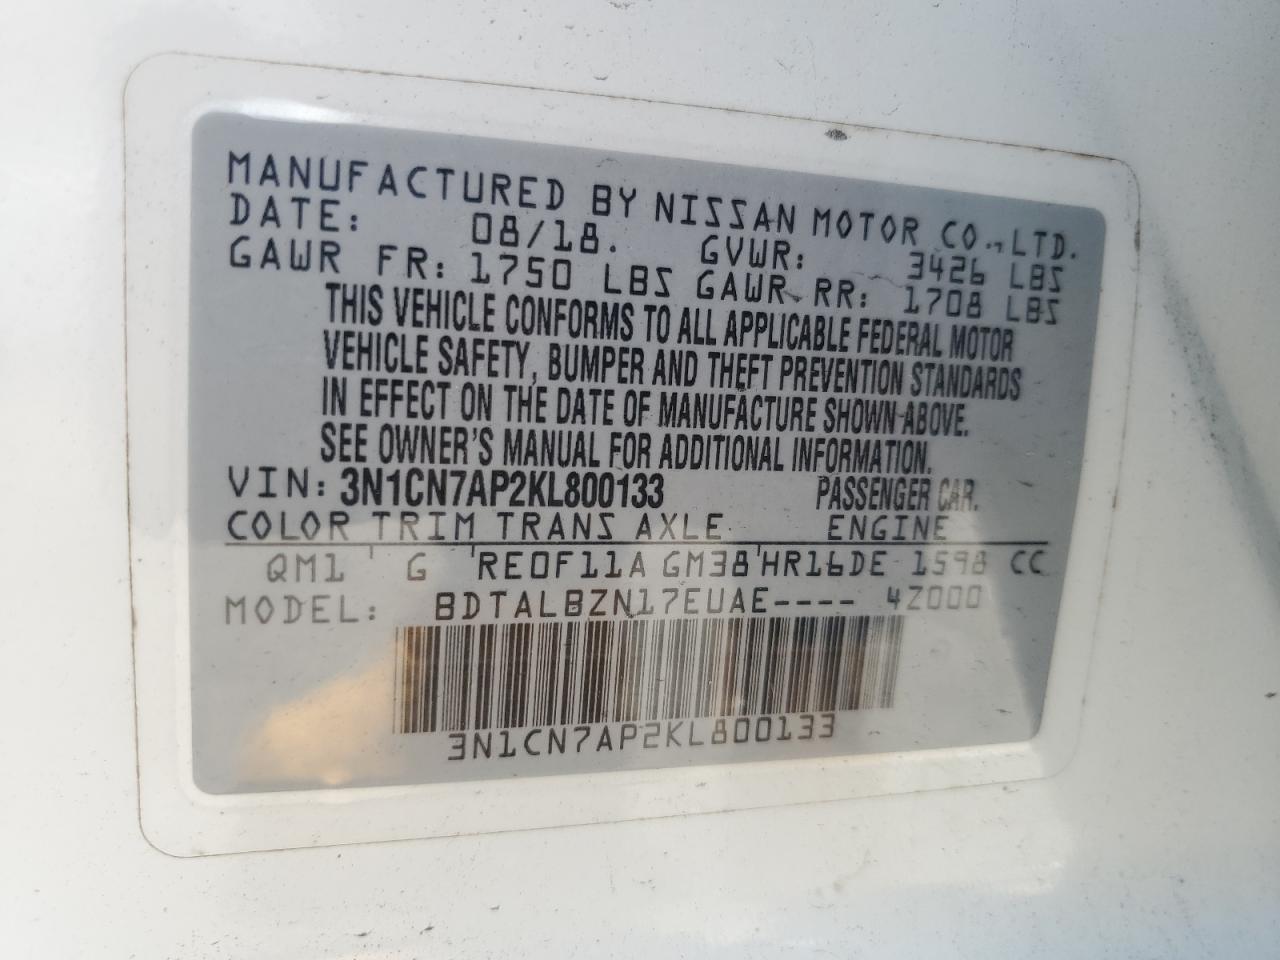 MANUFACTURED BY NISSAN MOTOR CO., LTD.
DATE: 08/18. GVWR: 3426 LBS
GAWR FR: 1750 LBS GAWR RR: 1708 LBS
THIS VEHICLE CONFORMS TO ALL APPLICABLE FEDERAL MOTOR
VEHICLE SAFETY, BUMPER AND THEFT PREVENTION STANDARDS
IN EFFECT ON THE DATE OF MANUFACTURE SHOWN ABOVE.
SEE OWNER'S MANUAL FOR ADDITIONAL INFORMATION.
VIN: 3N1CN7AP2KL800133 PASSENGER CAR.
COLOR TRIM TRANS AXLE ENGINE
QM1 ' G ' RE0F11A GM38 ' HR16DE 1598 CC
MODEL: BDTALBZN17EUAE---- 4Z000
3N1CN7AP2KL800133